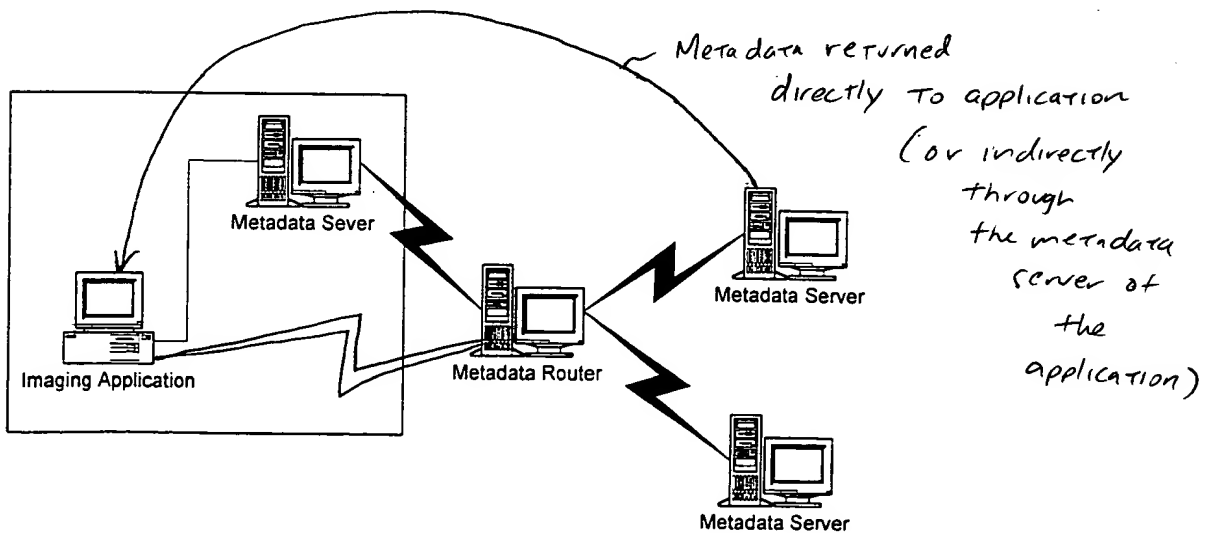 Metadata returned
directly to application
(or indirectly
through
the metadata
server of
the
application)
Metadata Sever
Metadata Server
Imaging Application
Metadata Router
Metadata Server